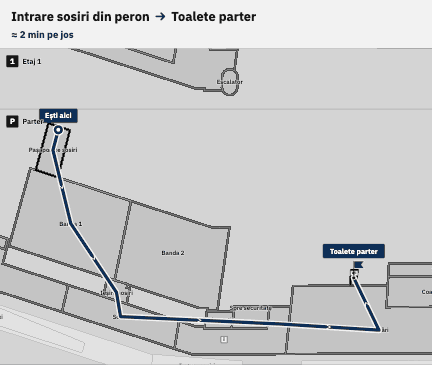 Intrare sosiri din peron → Toalete parter
≈ 2 min pe jos
1 Etaj 1
Escalator
P Parter
Ești aici
Banda 1
Banda 2
Toalete parter